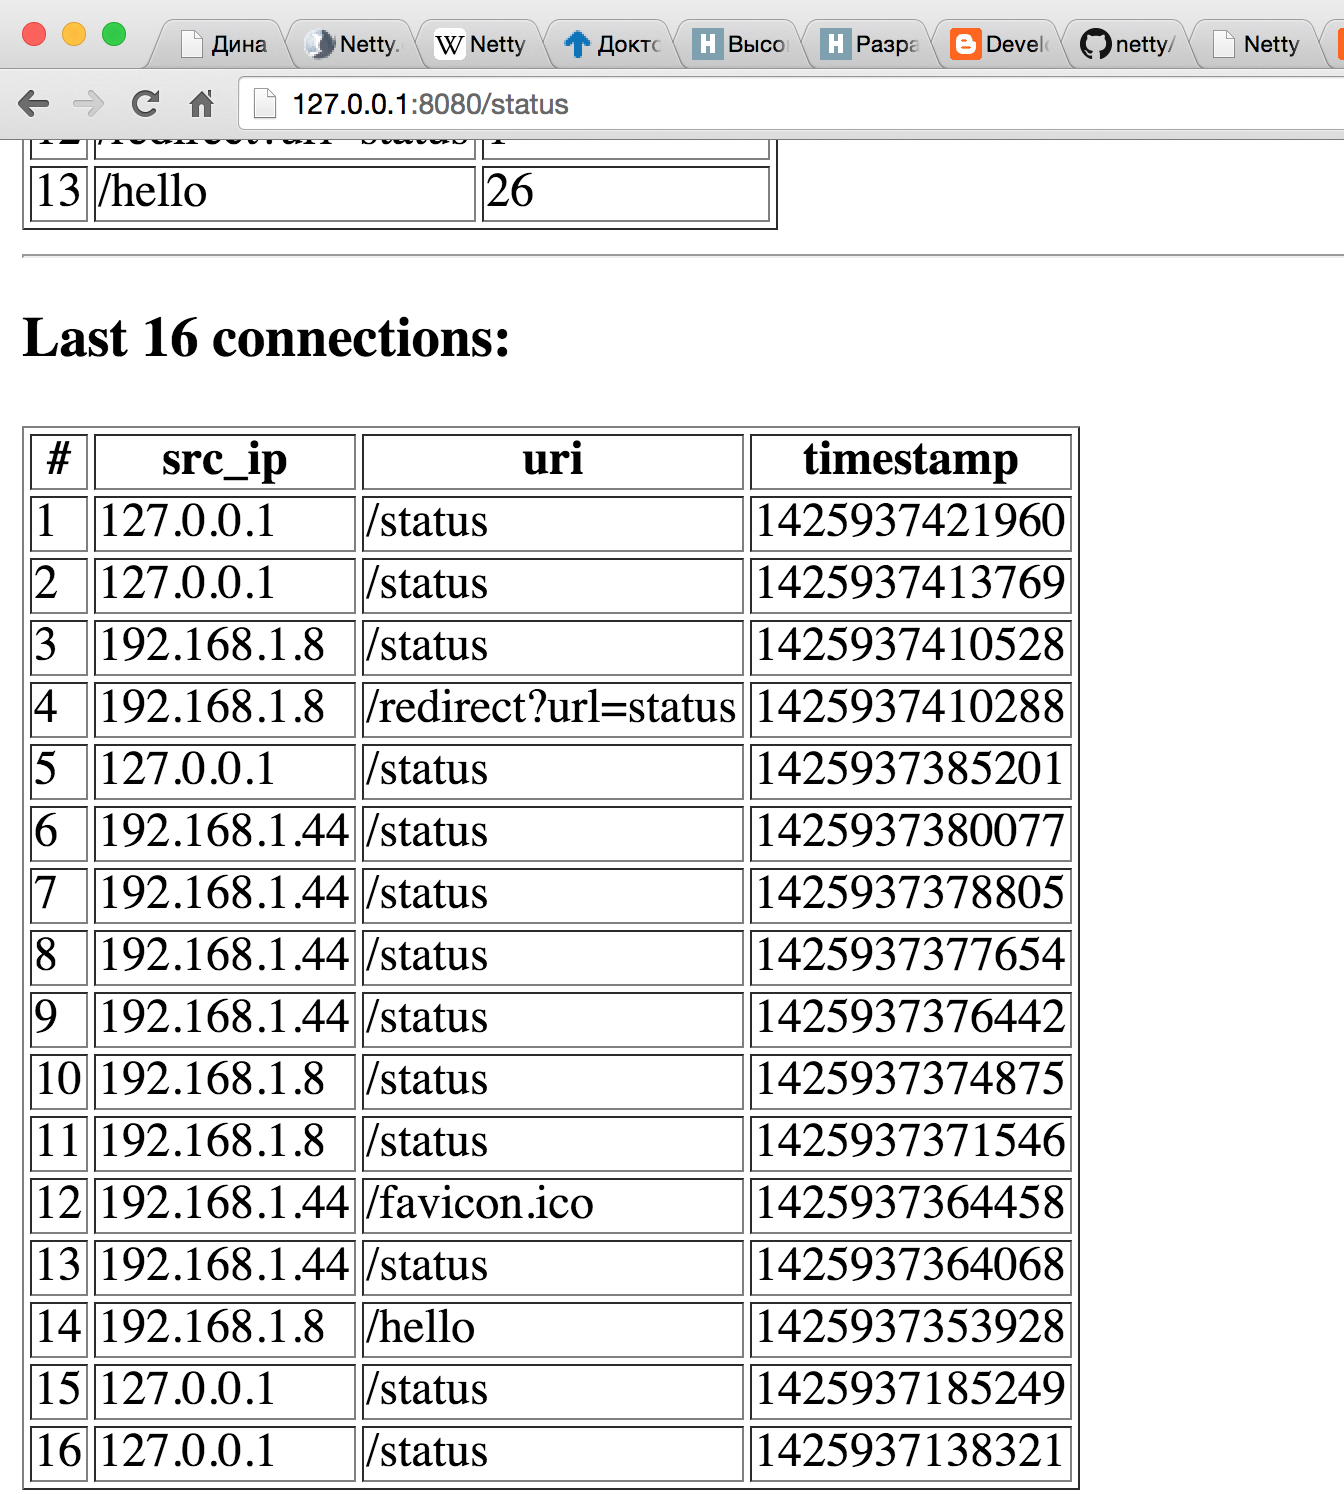 Дина Netty. Netty Докто Высо Разра Develo netty/ Netty
127.0.0.1:8080/status
13 /hello 26
Last 16 connections:
# src_ip uri timestamp
1 127.0.0.1 /status 1425937421960
2 127.0.0.1 /status 1425937413769
3 192.168.1.8 /status 1425937410528
4 192.168.1.8 /redirect?url=status 1425937410288
5 127.0.0.1 /status 1425937385201
6 192.168.1.44 /status 1425937380077
7 192.168.1.44 /status 1425937378805
8 192.168.1.44 /status 1425937377654
9 192.168.1.44 /status 1425937376442
10 192.168.1.8 /status 1425937374875
11 192.168.1.8 /status 1425937371546
12 192.168.1.44 /favicon.ico 1425937364458
13 192.168.1.44 /status 1425937364068
14 192.168.1.8 /hello 1425937353928
15 127.0.0.1 /status 1425937185249
16 127.0.0.1 /status 1425937138321